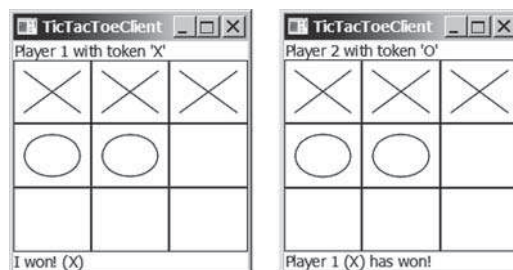 TicTacToeClient
Player 1 with token 'X'
I won! (X)
TicTacToeClient
Player 2 with token 'O'
Player 1 (X) has won!